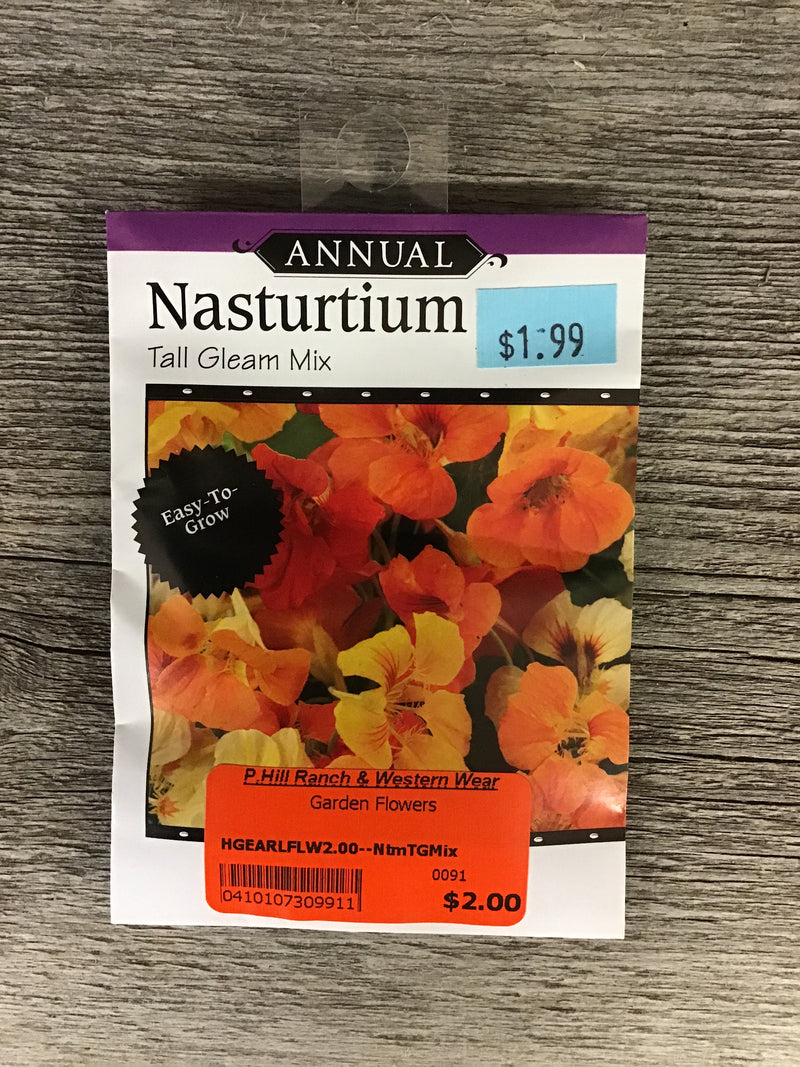 ANNUAL
Nasturtium
$1.99
Tall Gleam Mix
Easy-To-
Grow
P.Hill Ranch & Western Wear
Garden Flowers
HGEARLFLW2.00--NtmTGMix
0091
0410107309911
$2.00